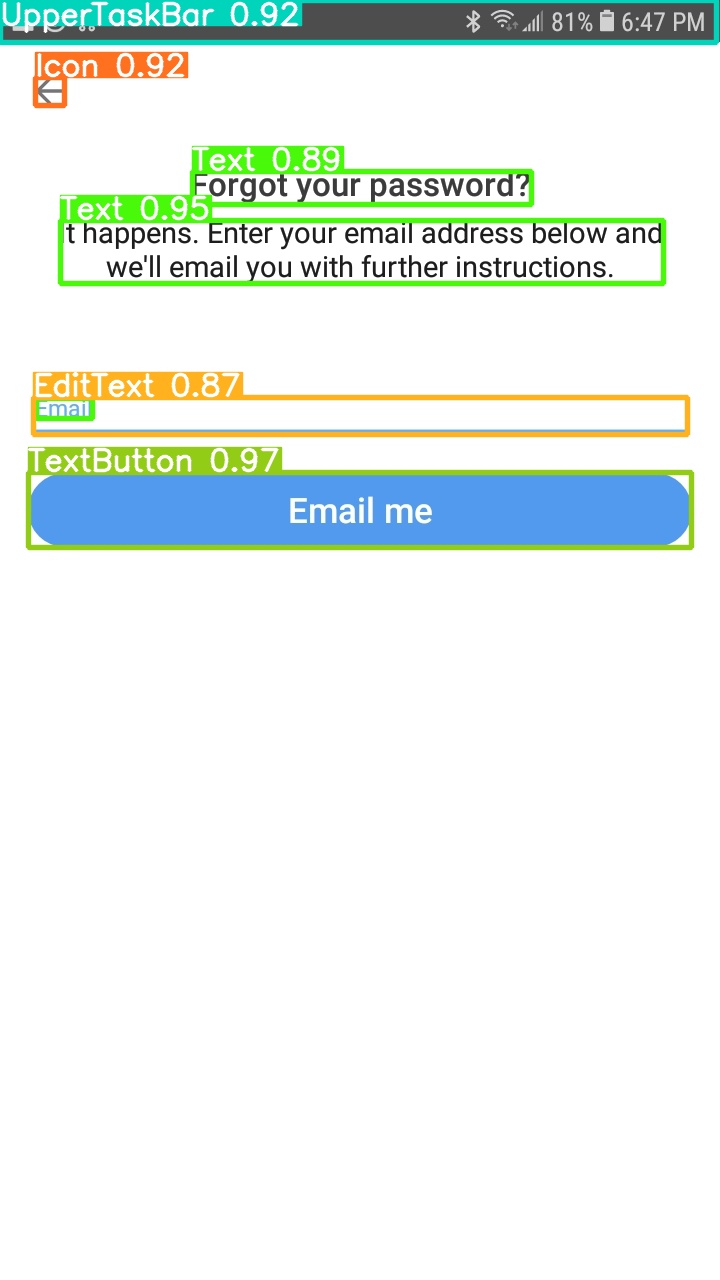 UpperTaskBar 0.92
81% 6:47 PM
Icon 0.92
Text 0.89
Forgot your password?
Text 0.95
It happens. Enter your email address below and
we'll email you with further instructions.
EditText 0.87
Email
TextButton 0.97
Email me